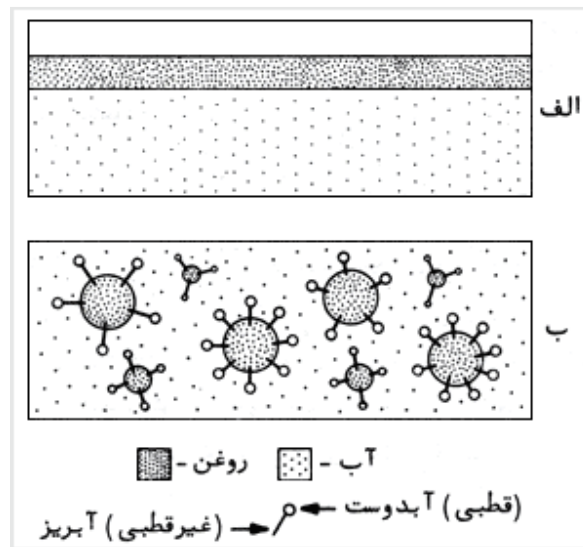 الف
ب
آب - روغن -
(قطبی) آبدوست (غیرقطبی) آبریز